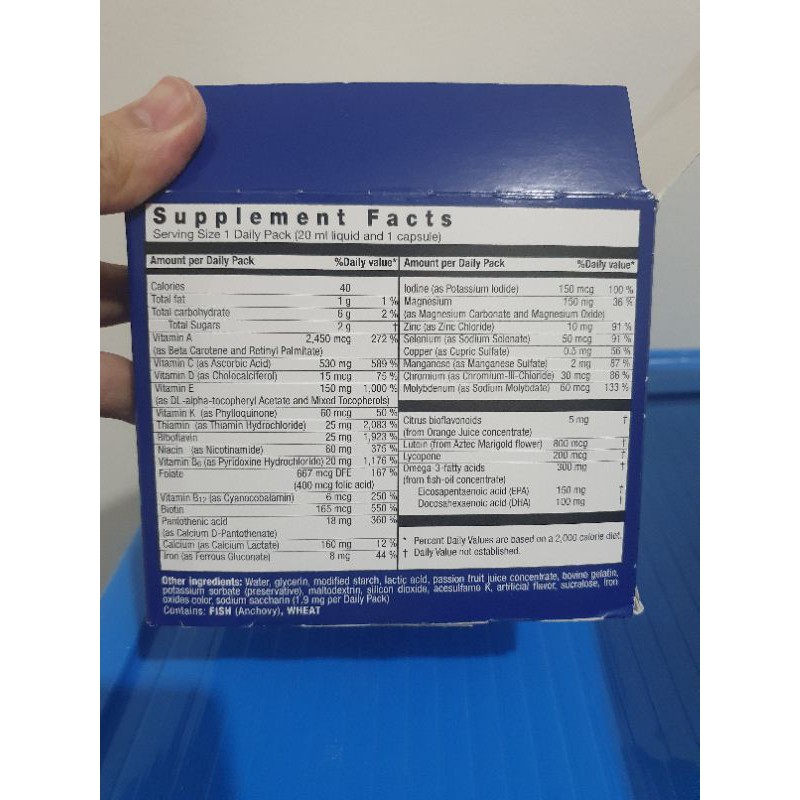 Supplement Facts
Serving Size 1 Daily Pack (20 ml liquid and 1 capsule)
Amount per Daily Pack %Daily value*
Calories 40
Total fat 1 g 1 %
Total carbohydrate 6 g 2 %
Total Sugars 2 g †
Vitamin A 2,450 mcg 272 %
(as Beta Carotene and Retinyl Palmitate)
Vitamin C (as Ascorbic Acid) 530 mg 589 %
Vitamin D (as Cholecalciferol) 15 mcg 75 %
Vitamin E 150 mg 1,000 %
(as DL-alpha-tocopheryl Acetate and Mixed Tocopherols)
Vitamin K (as Phylloquinone) 60 mcg 50 %
Thiamin (as Thiamin Hydrochloride) 25 mg 2,083 %
Riboflavin 25 mg 1,923 %
Niacin (as Nicotinamide) 60 mg 375 %
Vitamin B6 (as Pyridoxine Hydrochloride) 20 mg 1,176 %
Folate 667 mcg DFE 167 %
(400 mcg folic acid)
Vitamin B12 (as Cyanocobalamin) 6 mcg 250 %
Biotin 165 mcg 550 %
Pantothenic acid 18 mg 360 %
(as Calcium D-Pantothenate)
Calcium (as Calcium Lactate) 160 mg 12 %
Iron (as Ferrous Gluconate) 8 mg 44 %
Amount per Daily Pack %Daily value*
Iodine (as Potassium Iodide) 150 mcg 100 %
Magnesium 150 mg 36 %
(as Magnesium Carbonate and Magnesium Oxide)
Zinc (as Zinc Chloride) 10 mg 91 %
Selenium (as Sodium Selenate) 50 mcg 91 %
Copper (as Cupric Sulfate) 0.5 mg 56 %
Manganese (as Manganese Sulfate) 2 mg 87 %
Chromium (as Chromium-III-Chloride) 30 mcg 86 %
Molybdenum (as Sodium Molybdate) 60 mcg 133 %
Citrus bioflavonoids 5 mg †
(from Orange Juice concentrate)
Lutein (from Aztec Marigold flower) 800 mcg †
Lycopene 200 mcg †
Omega-3-fatty acids 300 mg †
(from fish-oil concentrate)
Eicosapentaenoic acid (EPA) 150 mg †
Docosahexaenoic acid (DHA) 100 mg †
* Percent Daily Values are based on a 2,000 calorie diet.
† Daily Value not established.
Other ingredients: Water, glycerin, modified starch, lactic acid, passion fruit juice concentrate, bovine gelatin,
potassium sorbate (preservative), maltodextrin, silicon dioxide, acesulfame K, artificial flavor, sucralose, iron
oxides color, sodium saccharin (1.9 mg per Daily Pack)
Contains: FISH (Anchovy), WHEAT